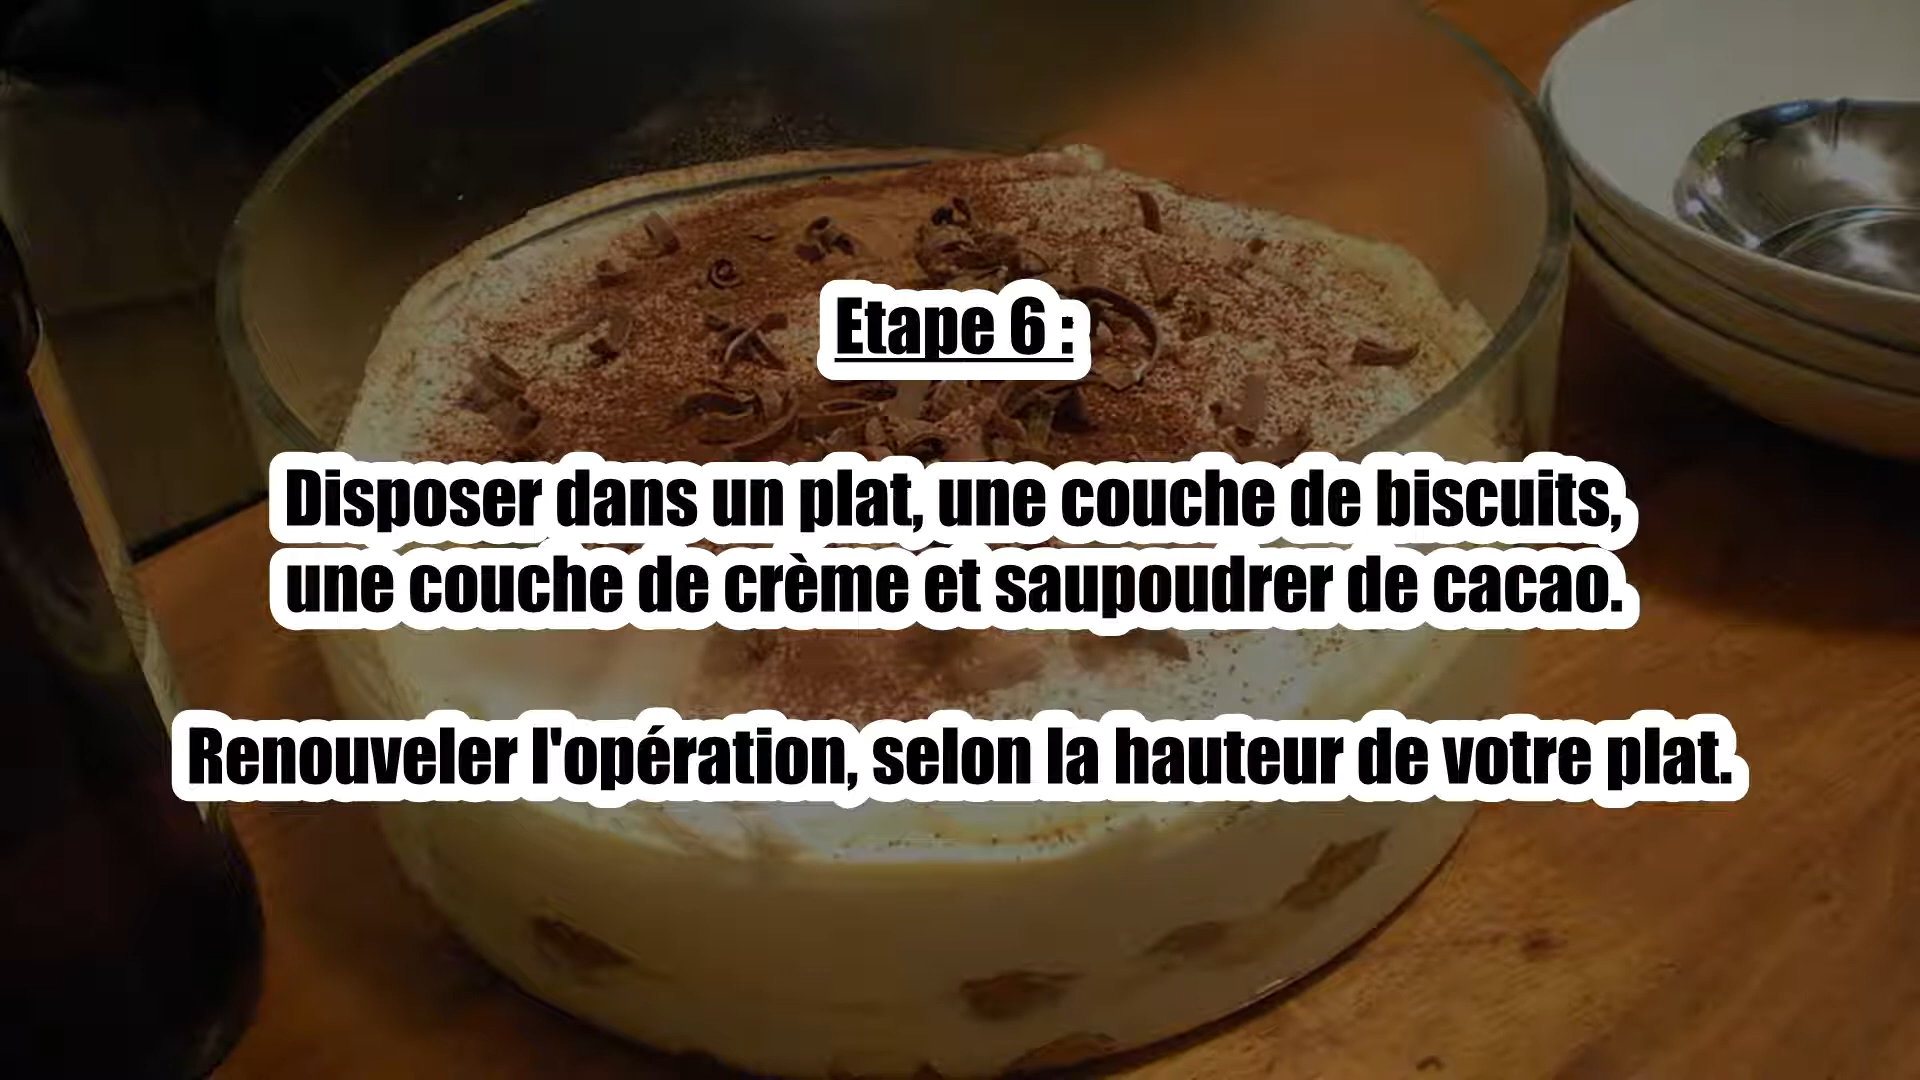 Etape 6 :
Disposer dans un plat, une couche de biscuits,
une couche de crème et saupoudrer de cacao.
Renouveler l'opération, selon la hauteur de votre plat.